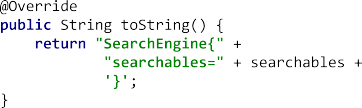 @Override
public String toString() {
    return "SearchEngine{" +
            "searchables=" + searchables +
            '}';
}